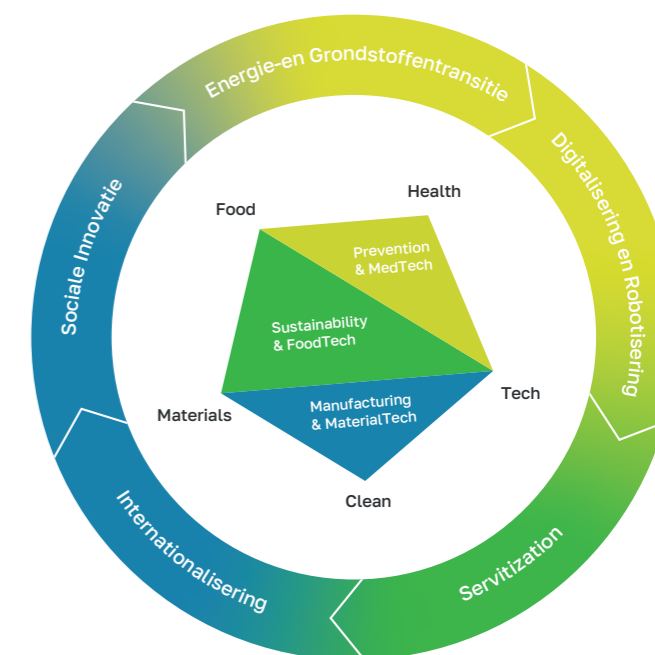 Energie-en Grondstoffentransitie
Digitalisering en Robotisering
Servitization
Internationalisering
Sociale Innovatie
Health
Food
Prevention
& MedTech
Sustainability
& FoodTech
Tech
Manufacturing
& MaterialTech
Materials
Clean